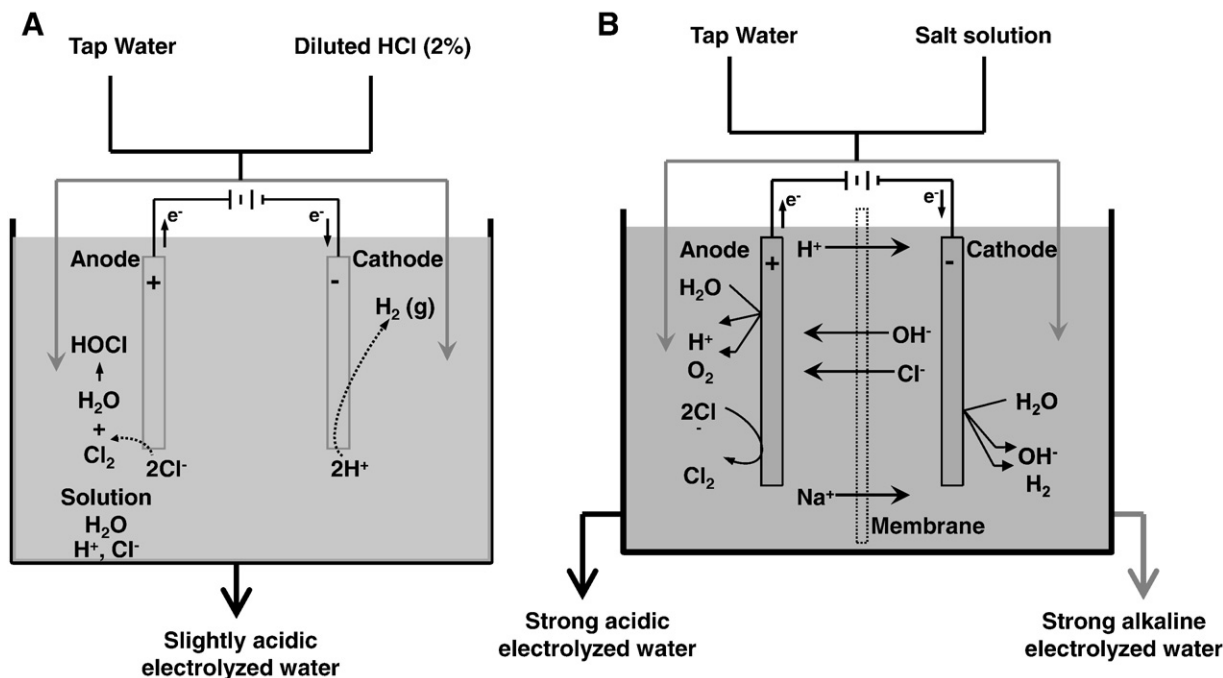 A
Tap Water
Diluted HCl (2%)
e-
e-
Anode
Cathode
+
-
H2 (g)
HOCl
H2O
+
Cl2
2Cl-
2H+
Solution
H2O
H+, Cl-
Slightly acidic
electrolyzed water
B
Tap Water
Salt solution
e-
e-
Anode
H+
Cathode
+
-
H2O
H+
OH-
O2
Cl-
2Cl
-
H2O
Cl2
OH-
H2
Na+
Membrane
Strong acidic
electrolyzed water
Strong alkaline
electrolyzed water